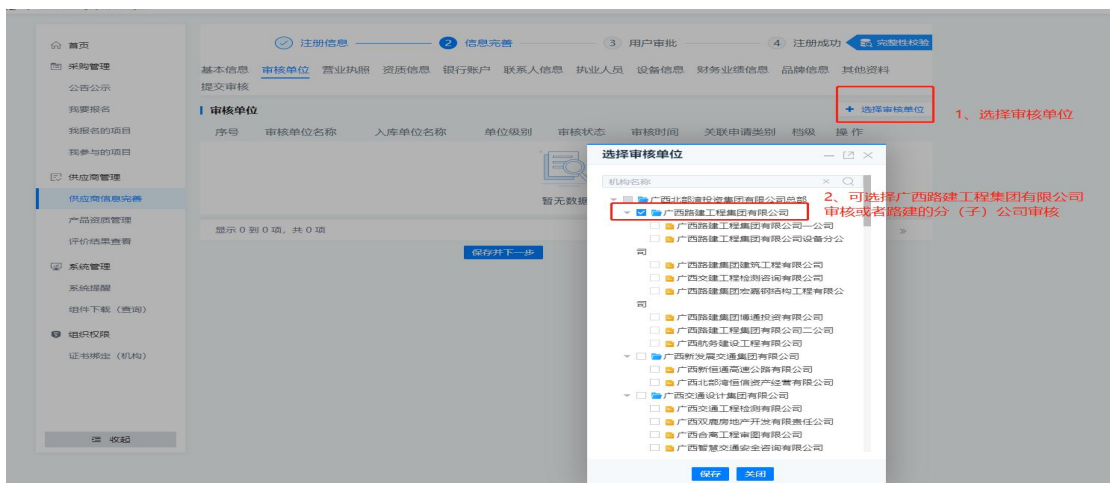 首页
采购管理
公告公示
我要报名
我报名的项目
我参与的项目
供应商管理
供应商信息完善
产品资质管理
评价结果查看
系统管理
系统提醒
组件下载（查询）
组织权限
证书绑定（机构）
收起
注册信息 2 信息完善 3 用户审批 4 注册成功 完整性校验
基本信息 审核单位 营业执照 资质信息 银行账户 联系人信息 执业人员 设备信息 财务业绩信息 品牌信息 其他资料
提交审核
审核单位
+ 选择审核单位
1、选择审核单位
序号 审核单位名称 入库单位名称 单位级别 审核状态 审核时间 关联申请类别 档级 操作
暂无数据
显示 0 到 0 项，共 0 项
保存并下一步
选择审核单位
机构名称
广西北部湾投资集团有限公司总部
2、可选择广西路建工程集团有限公司
审核或者路建的分（子）公司审核
广西路建工程集团有限公司
广西路建工程集团有限公司一公司
广西路建工程集团有限公司设备分公
司
广西路建集团建筑工程有限公司
广西交建工程检测咨询有限公司
广西路建集团宏嘉钢结构工程有限公
司
广西路建集团博通投资有限公司
广西路建工程集团有限公司二公司
广西航务建设工程有限公司
广西新发展交通集团有限公司
广西新恒通高速公路有限公司
广西北部湾恒信资产经营有限公司
广西交通设计集团有限公司
广西交通工程检测有限公司
广西双鹿房地产开发有限责任公司
广西合高工程审图有限公司
广西智慧交通安全咨询有限公司
保存 关闭